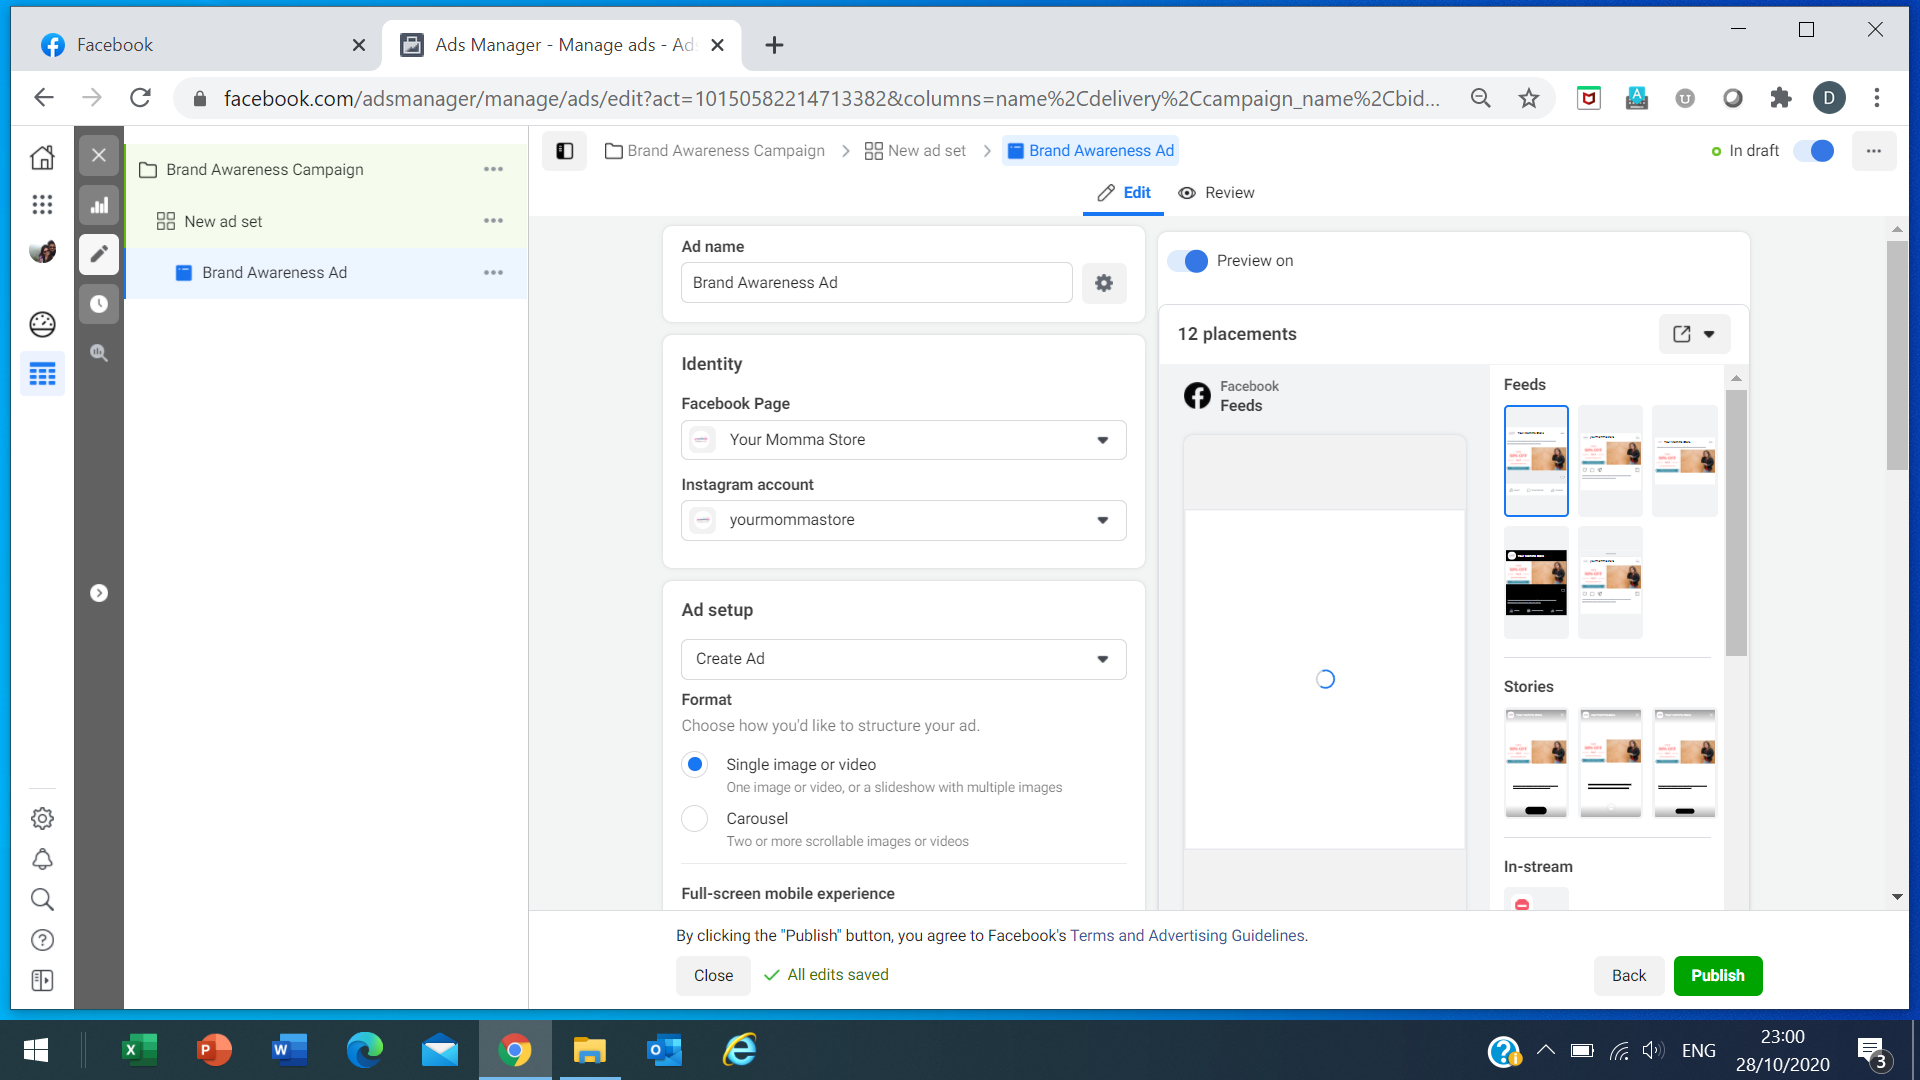 Facebook
Ads Manager - Manage ads - Ads
facebook.com/adsmanager/manage/ads/edit?act=10150582214713382&columns=name%2Cdelivery%2Ccampaign_name%2Cbid...
D
Brand Awareness Campaign
New ad set
Brand Awareness Ad
Brand Awareness Campaign
New ad set
Brand Awareness Ad
In draft
Edit
Review
Ad name
Brand Awareness Ad
Identity
Facebook Page
Your Momma Store
Instagram account
yourmommastore
Ad setup
Create Ad
Format
Choose how you'd like to structure your ad.
Single image or video
One image or video, or a slideshow with multiple images
Carousel
Two or more scrollable images or videos
Full-screen mobile experience
Preview on
12 placements
Facebook
Feeds
Feeds
Stories
In-stream
By clicking the "Publish" button, you agree to Facebook's Terms and Advertising Guidelines.
Close
All edits saved
Back
Publish
ENG
23:00
28/10/2020
3